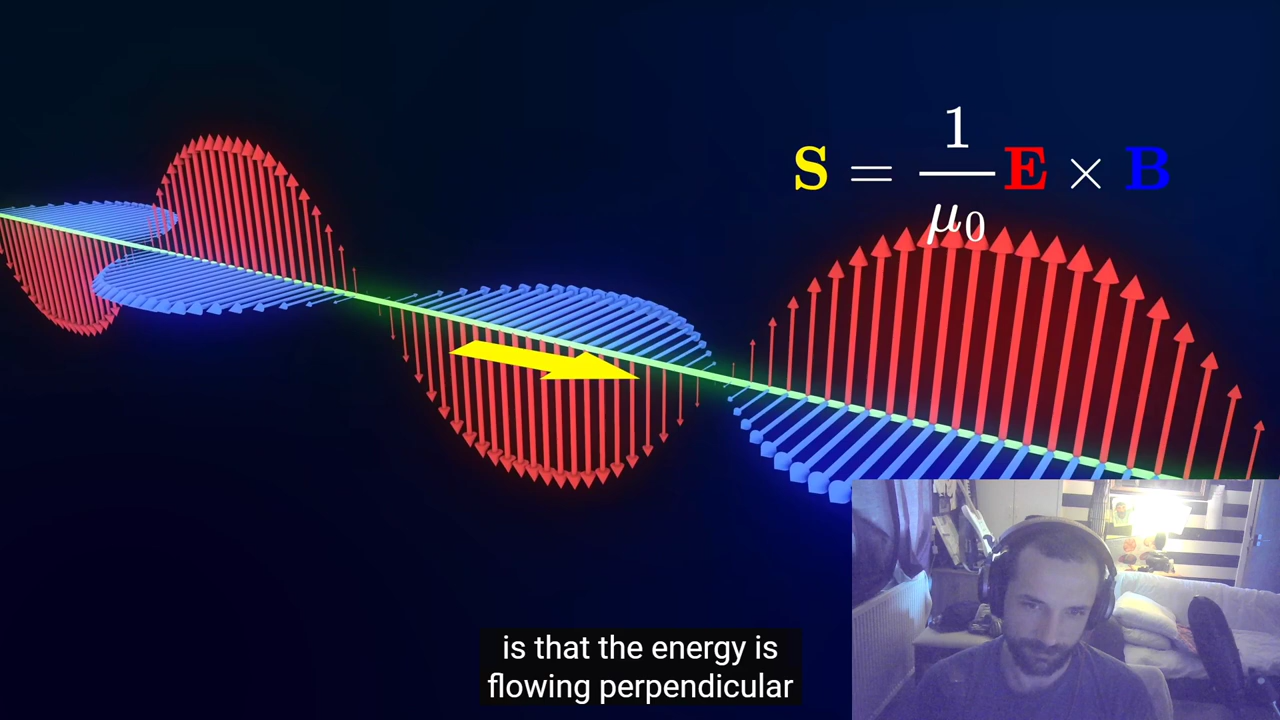 S = 1/μ₀ E × B
is that the energy is
flowing perpendicular